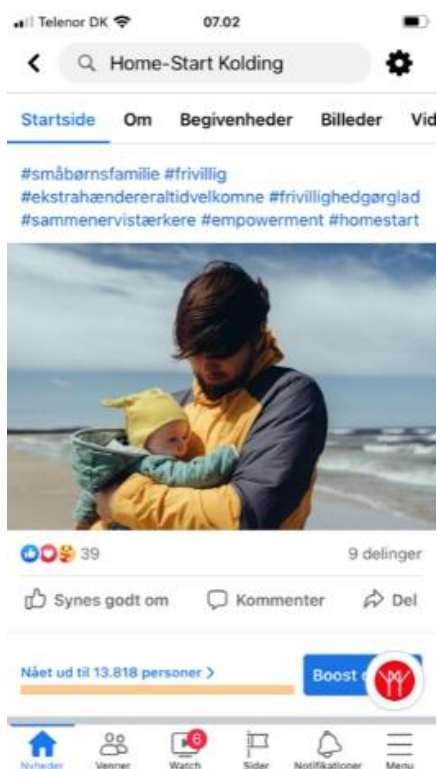 Telenor DK
07.02
Home-Start Kolding
Startside Om Begivenheder Billeder Vid
#småbørnsfamilie #frivillig
#ekstrahændereraltidvelkomne #frivillighedgørglad
#sammenervistærkere #empowerment #homestart
39 9 delinger
Synes godt om Kommenter Del
Nået ud til 13.818 personer > Boost
6
Nyheder Venner Watch Sider Notifikationer Menu